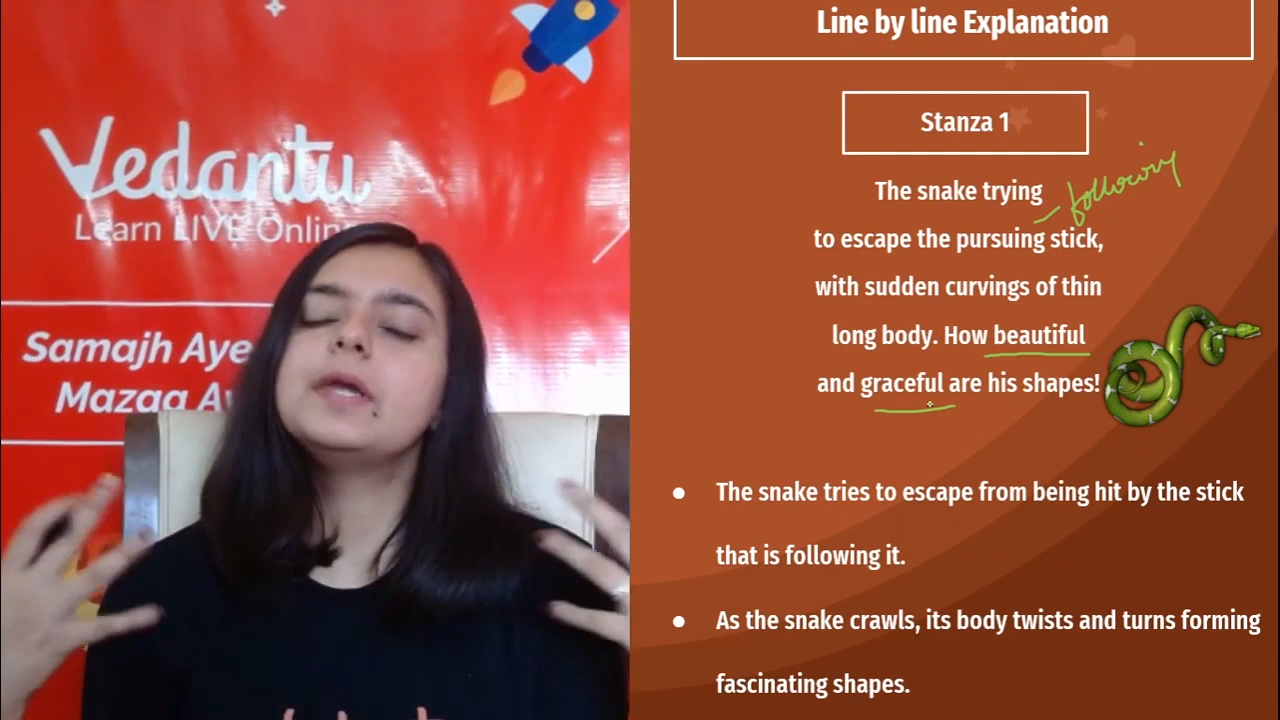 Vedantu
Learn LIVE Online
Samajh Aye
Mazaa A
Line by line Explanation
Stanza 1
The snake trying
following
to escape the pursuing stick,
with sudden curvings of thin
long body. How beautiful
and graceful are his shapes!
● The snake tries to escape from being hit by the stick
that is following it.
● As the snake crawls, its body twists and turns forming
fascinating shapes.